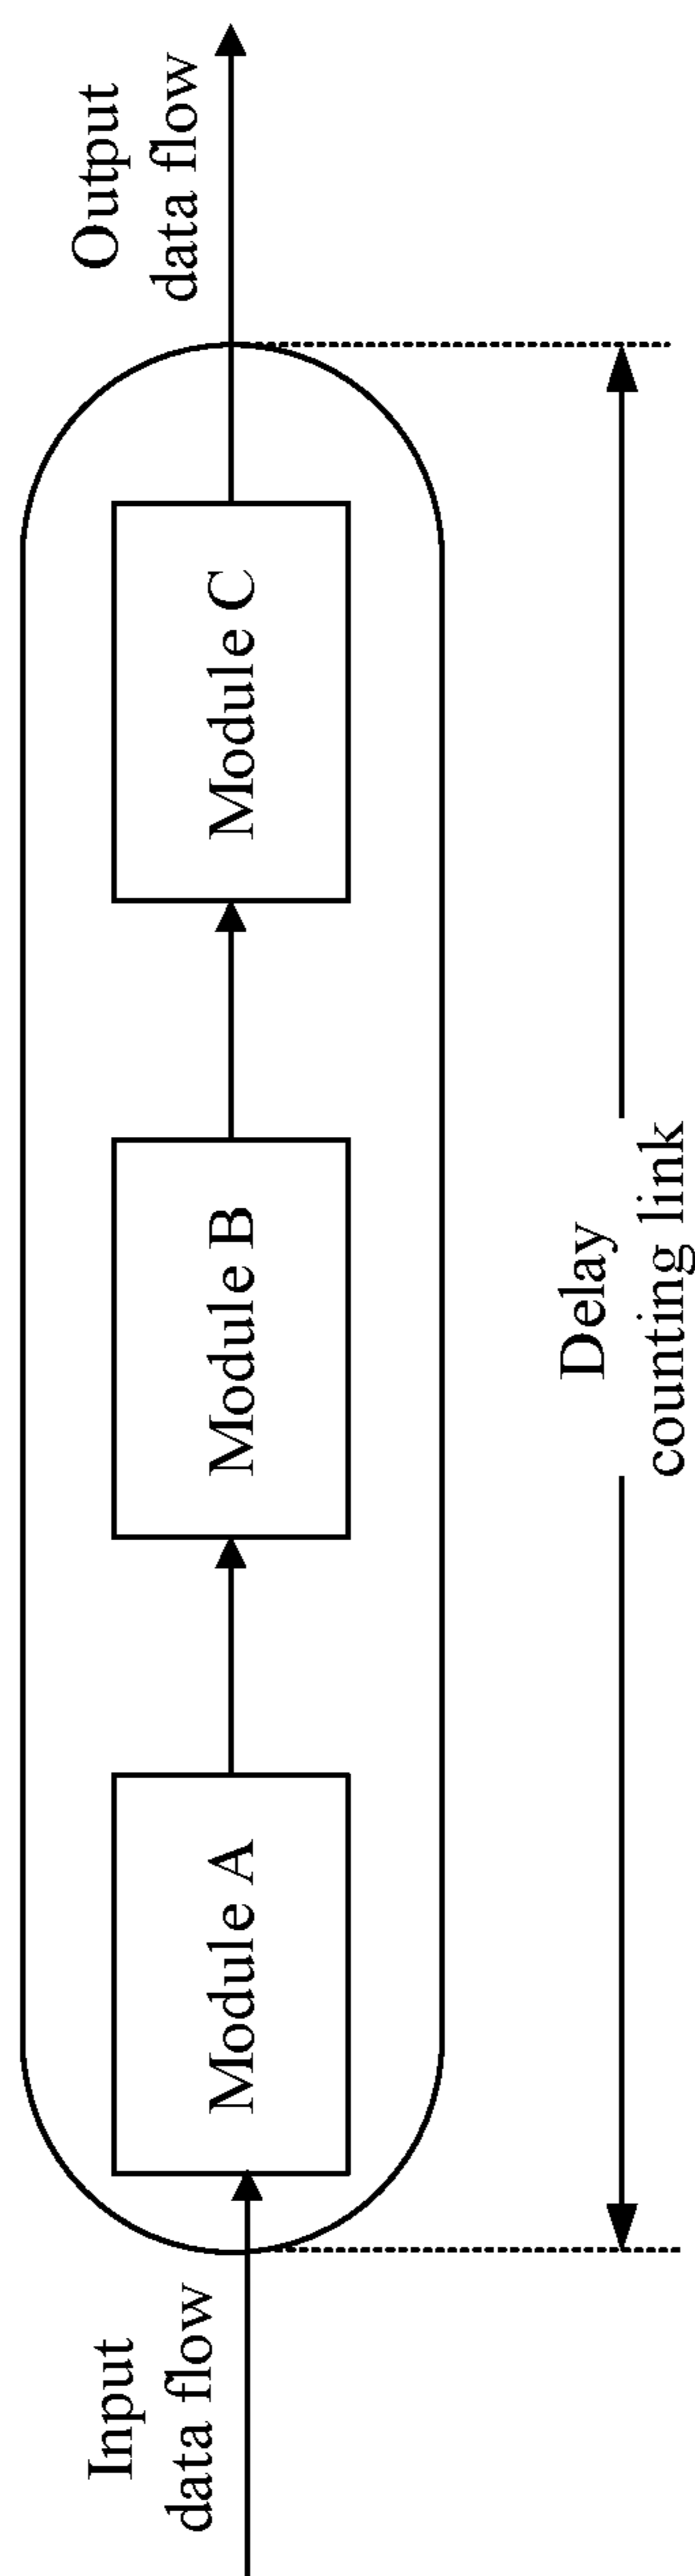 Input
data flow
Module A
Module B
Module C
Output
data flow
Delay
counting link